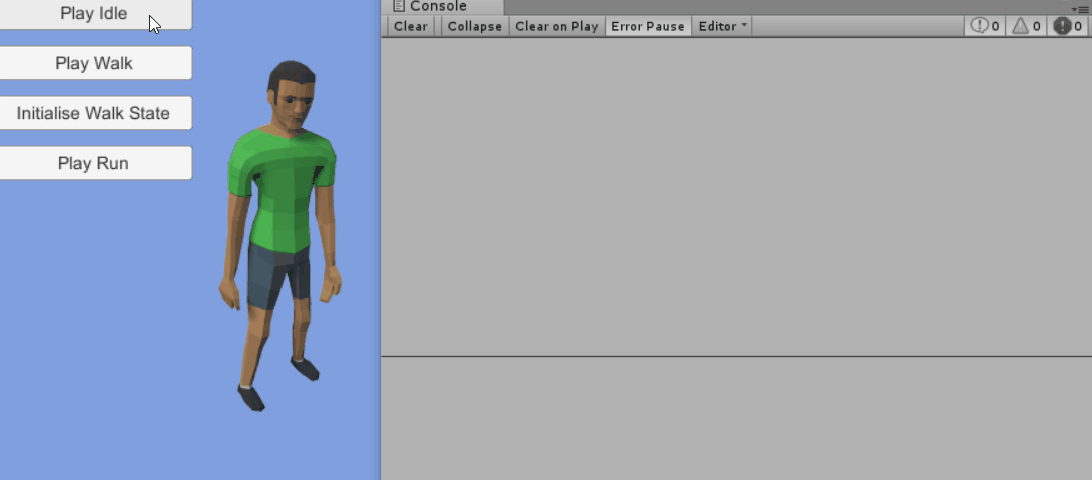 Play Idle
Play Walk
Initialise Walk State
Play Run
Console
Clear Collapse Clear on Play Error Pause Editor 0 0 0